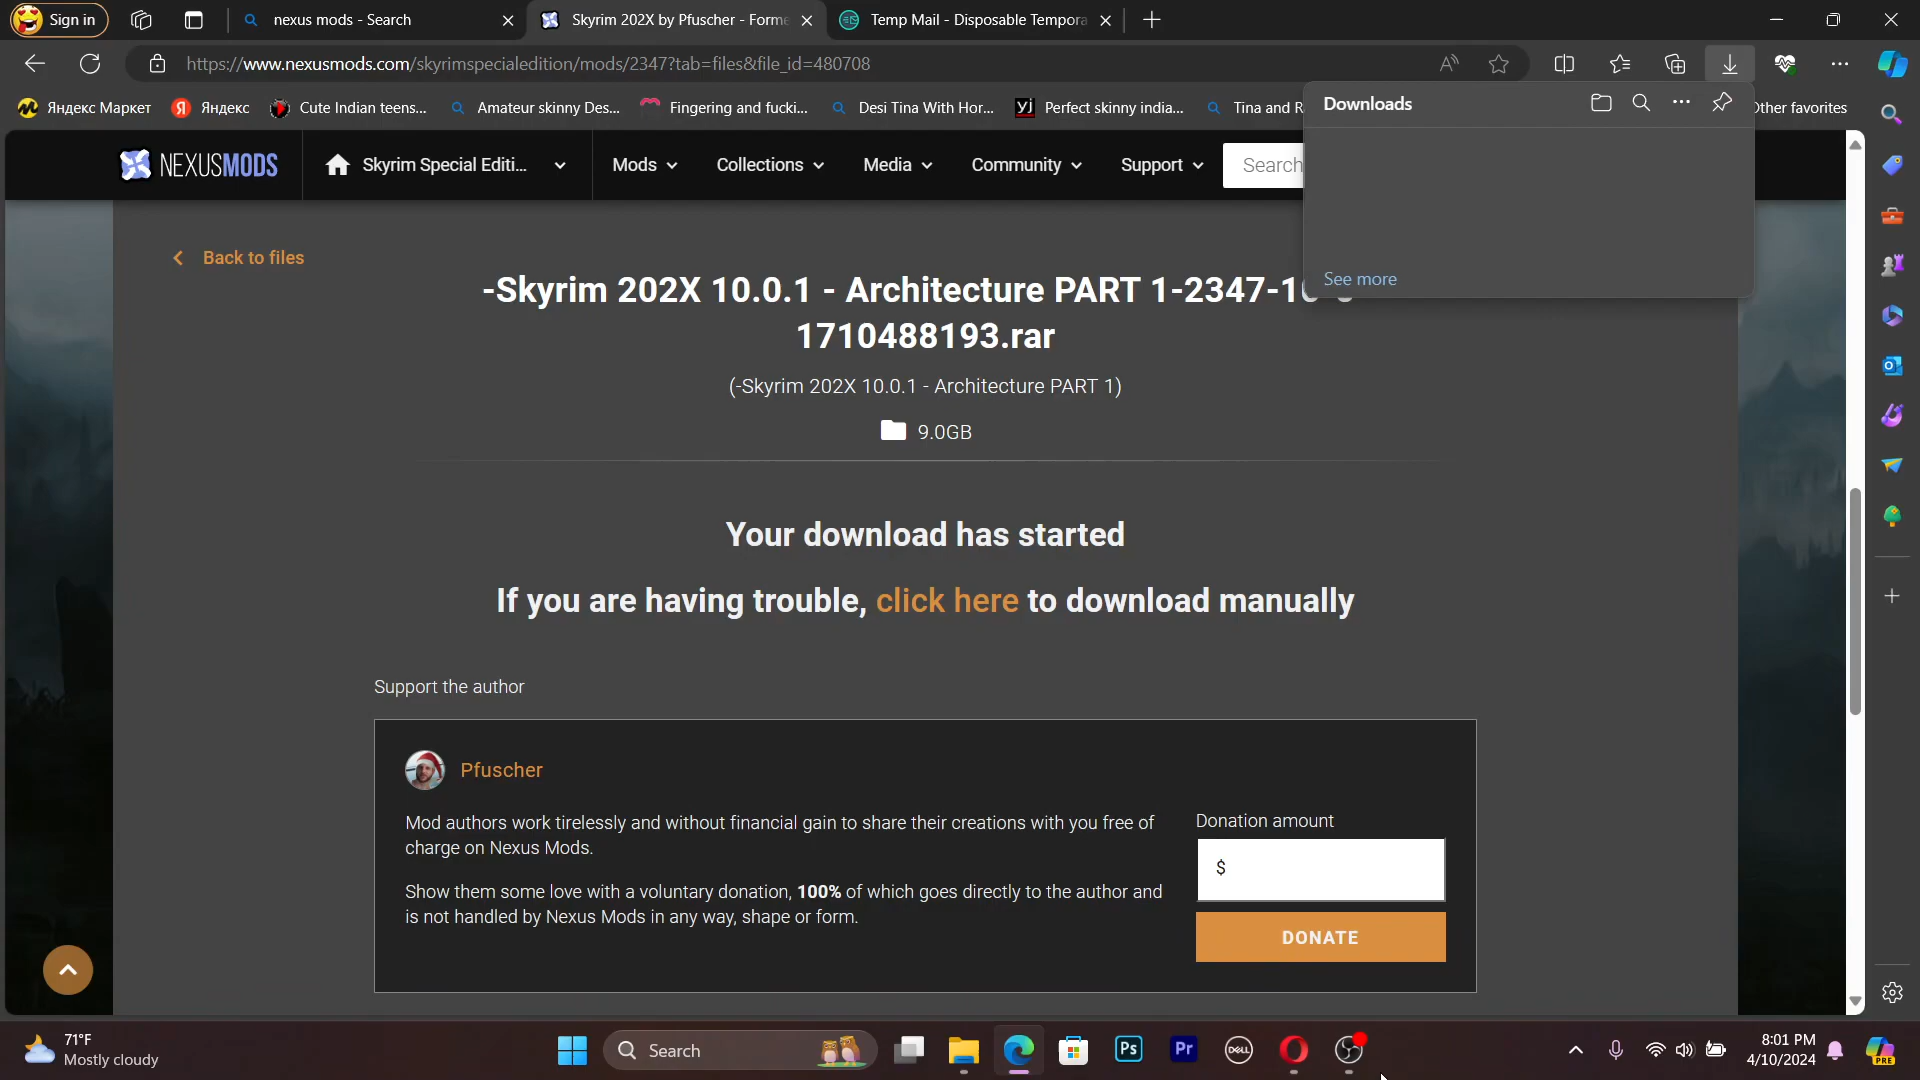 Sign in
nexus mods - Search
Skyrim 202X by Pfuscher - Forme
Temp Mail - Disposable Tempora
https://www.nexusmods.com/skyrimspecialedition/mods/2347?tab=files&file_id=480708
Яндекс Маркет
Яндекс
Cute Indian teens...
Amateur skinny Des...
Fingering and fucki...
Desi Tina With Hor...
Perfect skinny india...
Tina and R
Other favorites
Downloads
See more
NEXUSMODS
Skyrim Special Editi...
Mods
Collections
Media
Community
Support
Search
Back to files
-Skyrim 202X 10.0.1 - Architecture PART 1-2347-10
1710488193.rar
(-Skyrim 202X 10.0.1 - Architecture PART 1)
9.0GB
Your download has started
If you are having trouble, click here to download manually
Support the author
Pfuscher
Mod authors work tirelessly and without financial gain to share their creations with you free of
charge on Nexus Mods.
Show them some love with a voluntary donation, 100% of which goes directly to the author and
is not handled by Nexus Mods in any way, shape or form.
Donation amount
$
DONATE
71°F
Mostly cloudy
Search
Ps
Pr
DELL
8:01 PM
4/10/2024
PRE